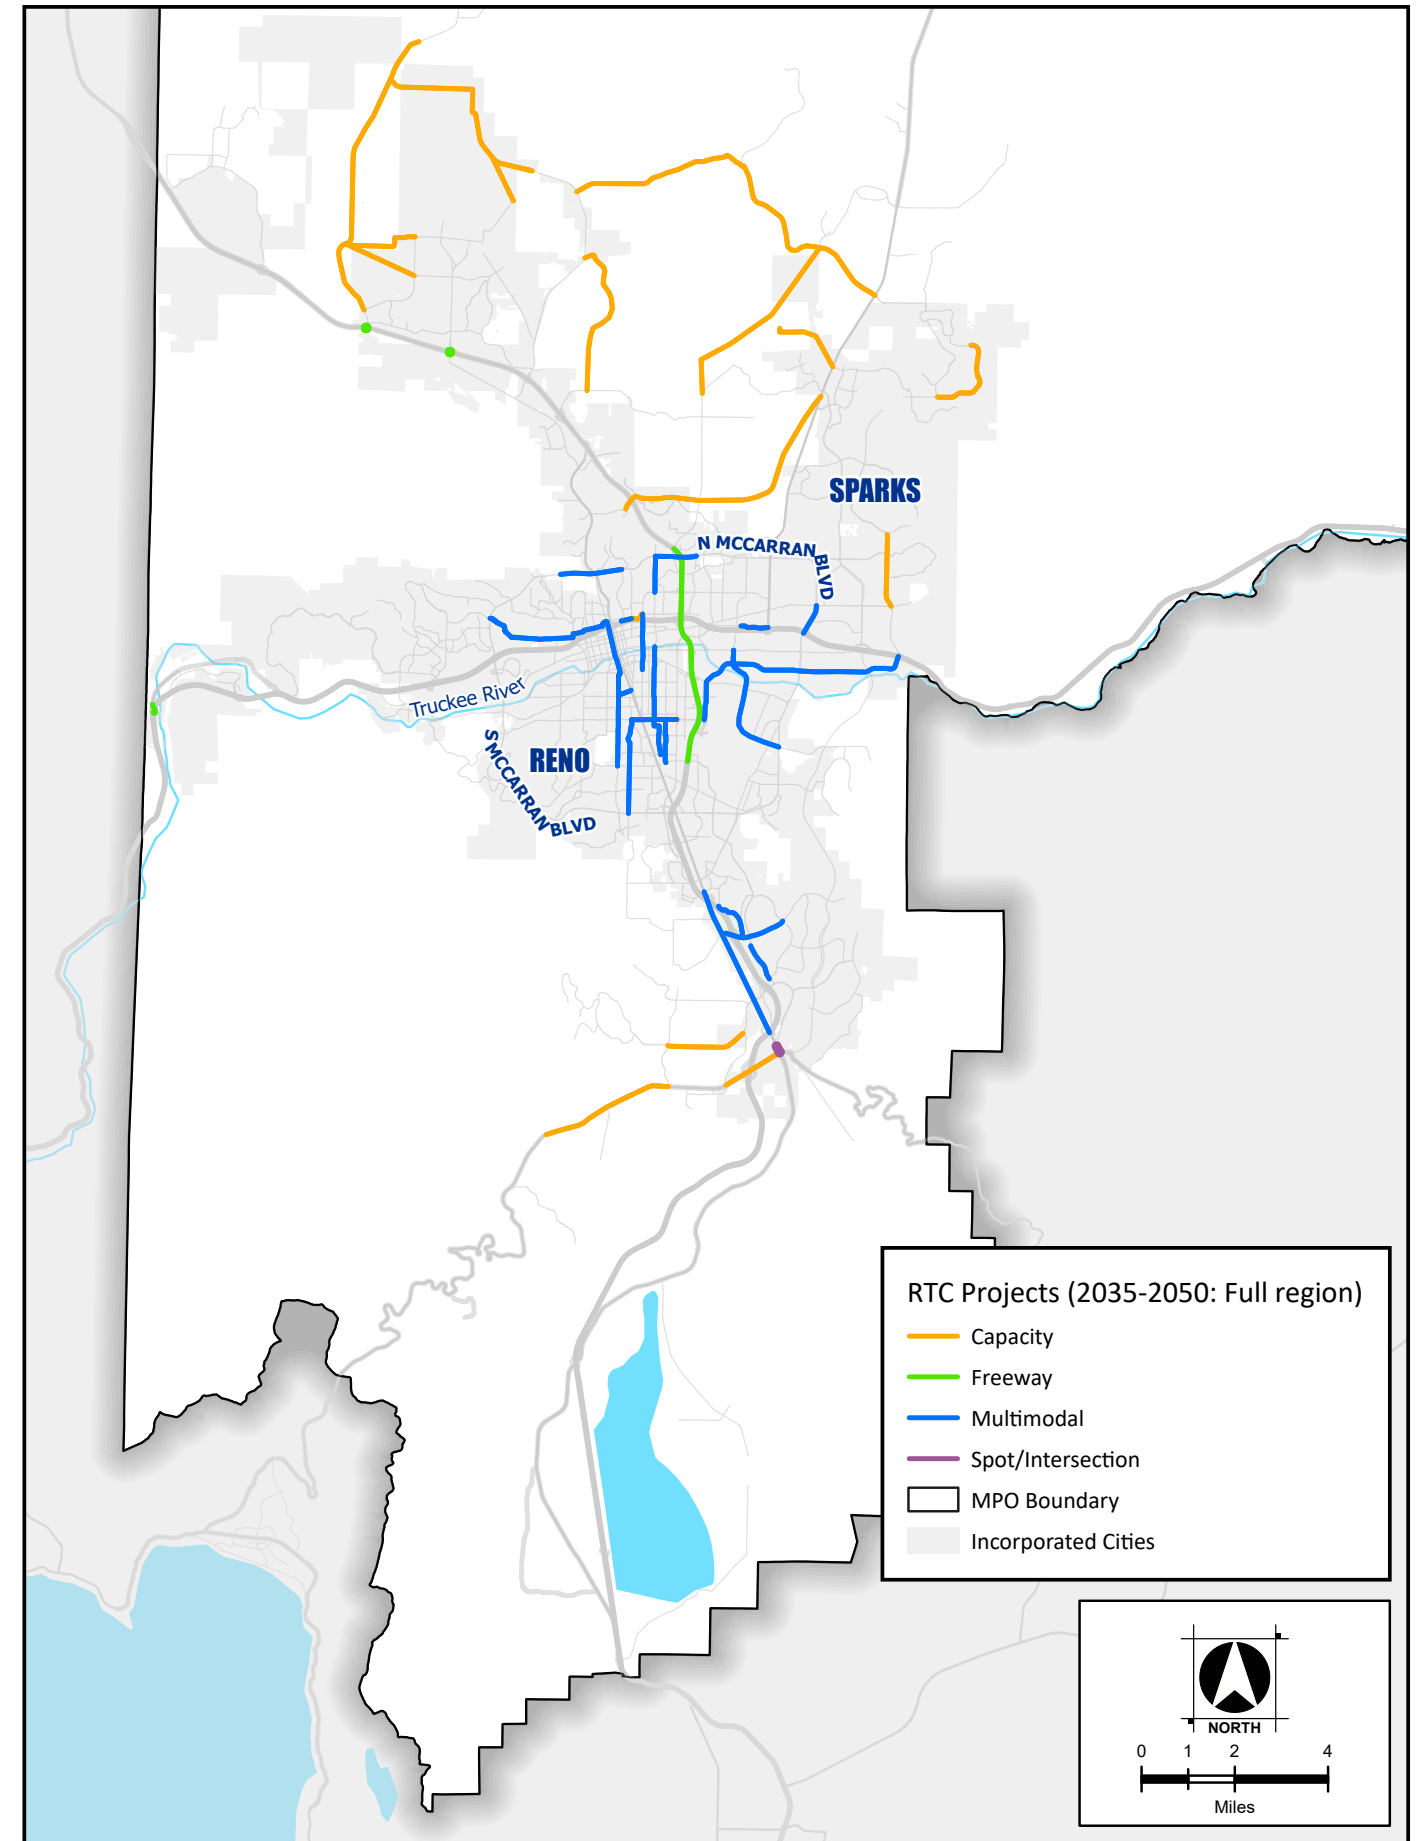 SPARKS
N MCCARRAN BLVD
Truckee River
RENO
S MCCARRAN BLVD
RTC Projects (2035-2050: Full region)
Capacity
Freeway
Multimodal
Spot/Intersection
MPO Boundary
Incorporated Cities
NORTH
0 1 2 4
Miles